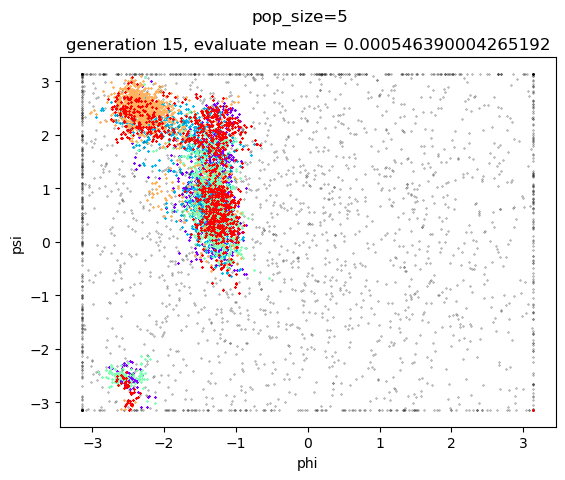 pop_size=5
generation 15, evaluate mean = 0.000546390004265192
3
2
1
0
−1
−2
−3
psi
−3 −2 −1 0 1 2 3
phi